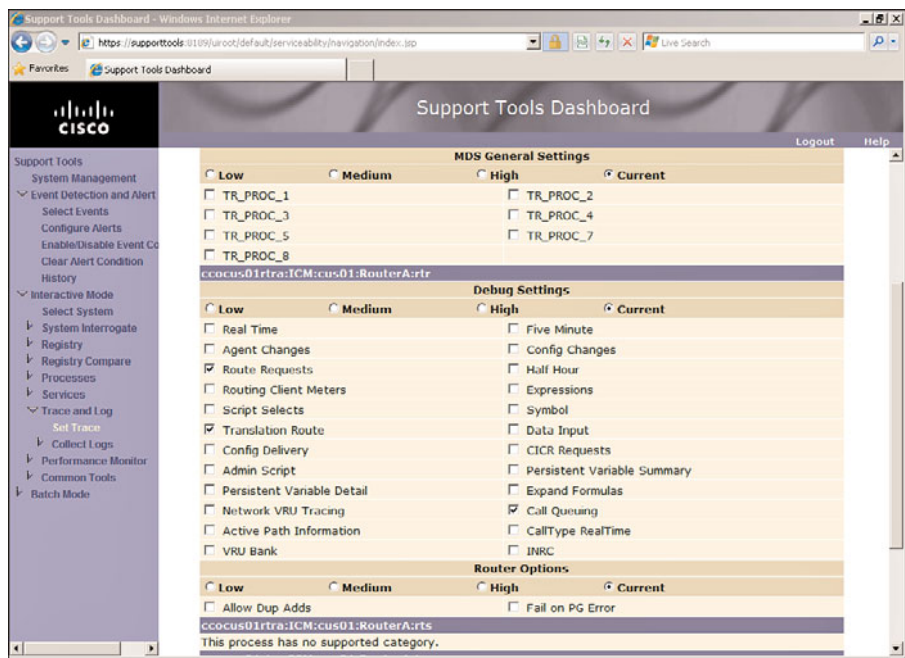 Support Tools Dashboard - Windows Internet Explorer
https://supporttools:8189/uiroot/default/serviceability/navigation/index.jsp
Live Search
Favorites Support Tools Dashboard
CISCO
Support Tools Dashboard
Logout Help
Support Tools
System Management
Event Detection and Alert
Select Events
Configure Alerts
Enable/Disable Event Co
Clear Alert Condition
History
Interactive Mode
Select System
System Interrogate
Registry
Registry Compare
Processes
Services
Trace and Log
Set Trace
Collect Logs
Performance Monitor
Common Tools
Batch Mode
MDS General Settings
Low Medium High Current
TR_PROC_1 TR_PROC_2
TR_PROC_3 TR_PROC_4
TR_PROC_5 TR_PROC_7
TR_PROC_8
ccocus01rtra:ICM:cus01:RouterA:rtr
Debug Settings
Low Medium High Current
Real Time Five Minute
Agent Changes Config Changes
Route Requests Half Hour
Routing Client Meters Expressions
Script Selects Symbol
Translation Route Data Input
Config Delivery CICR Requests
Admin Script Persistent Variable Summary
Persistent Variable Detail Expand Formulas
Network VRU Tracing Call Queuing
Active Path Information CallType RealTime
VRU Bank INRC
Router Options
Low Medium High Current
Allow Dup Adds Fail on PG Error
ccocus01rtra:ICM:cus01:RouterA:rts
This process has no supported category.